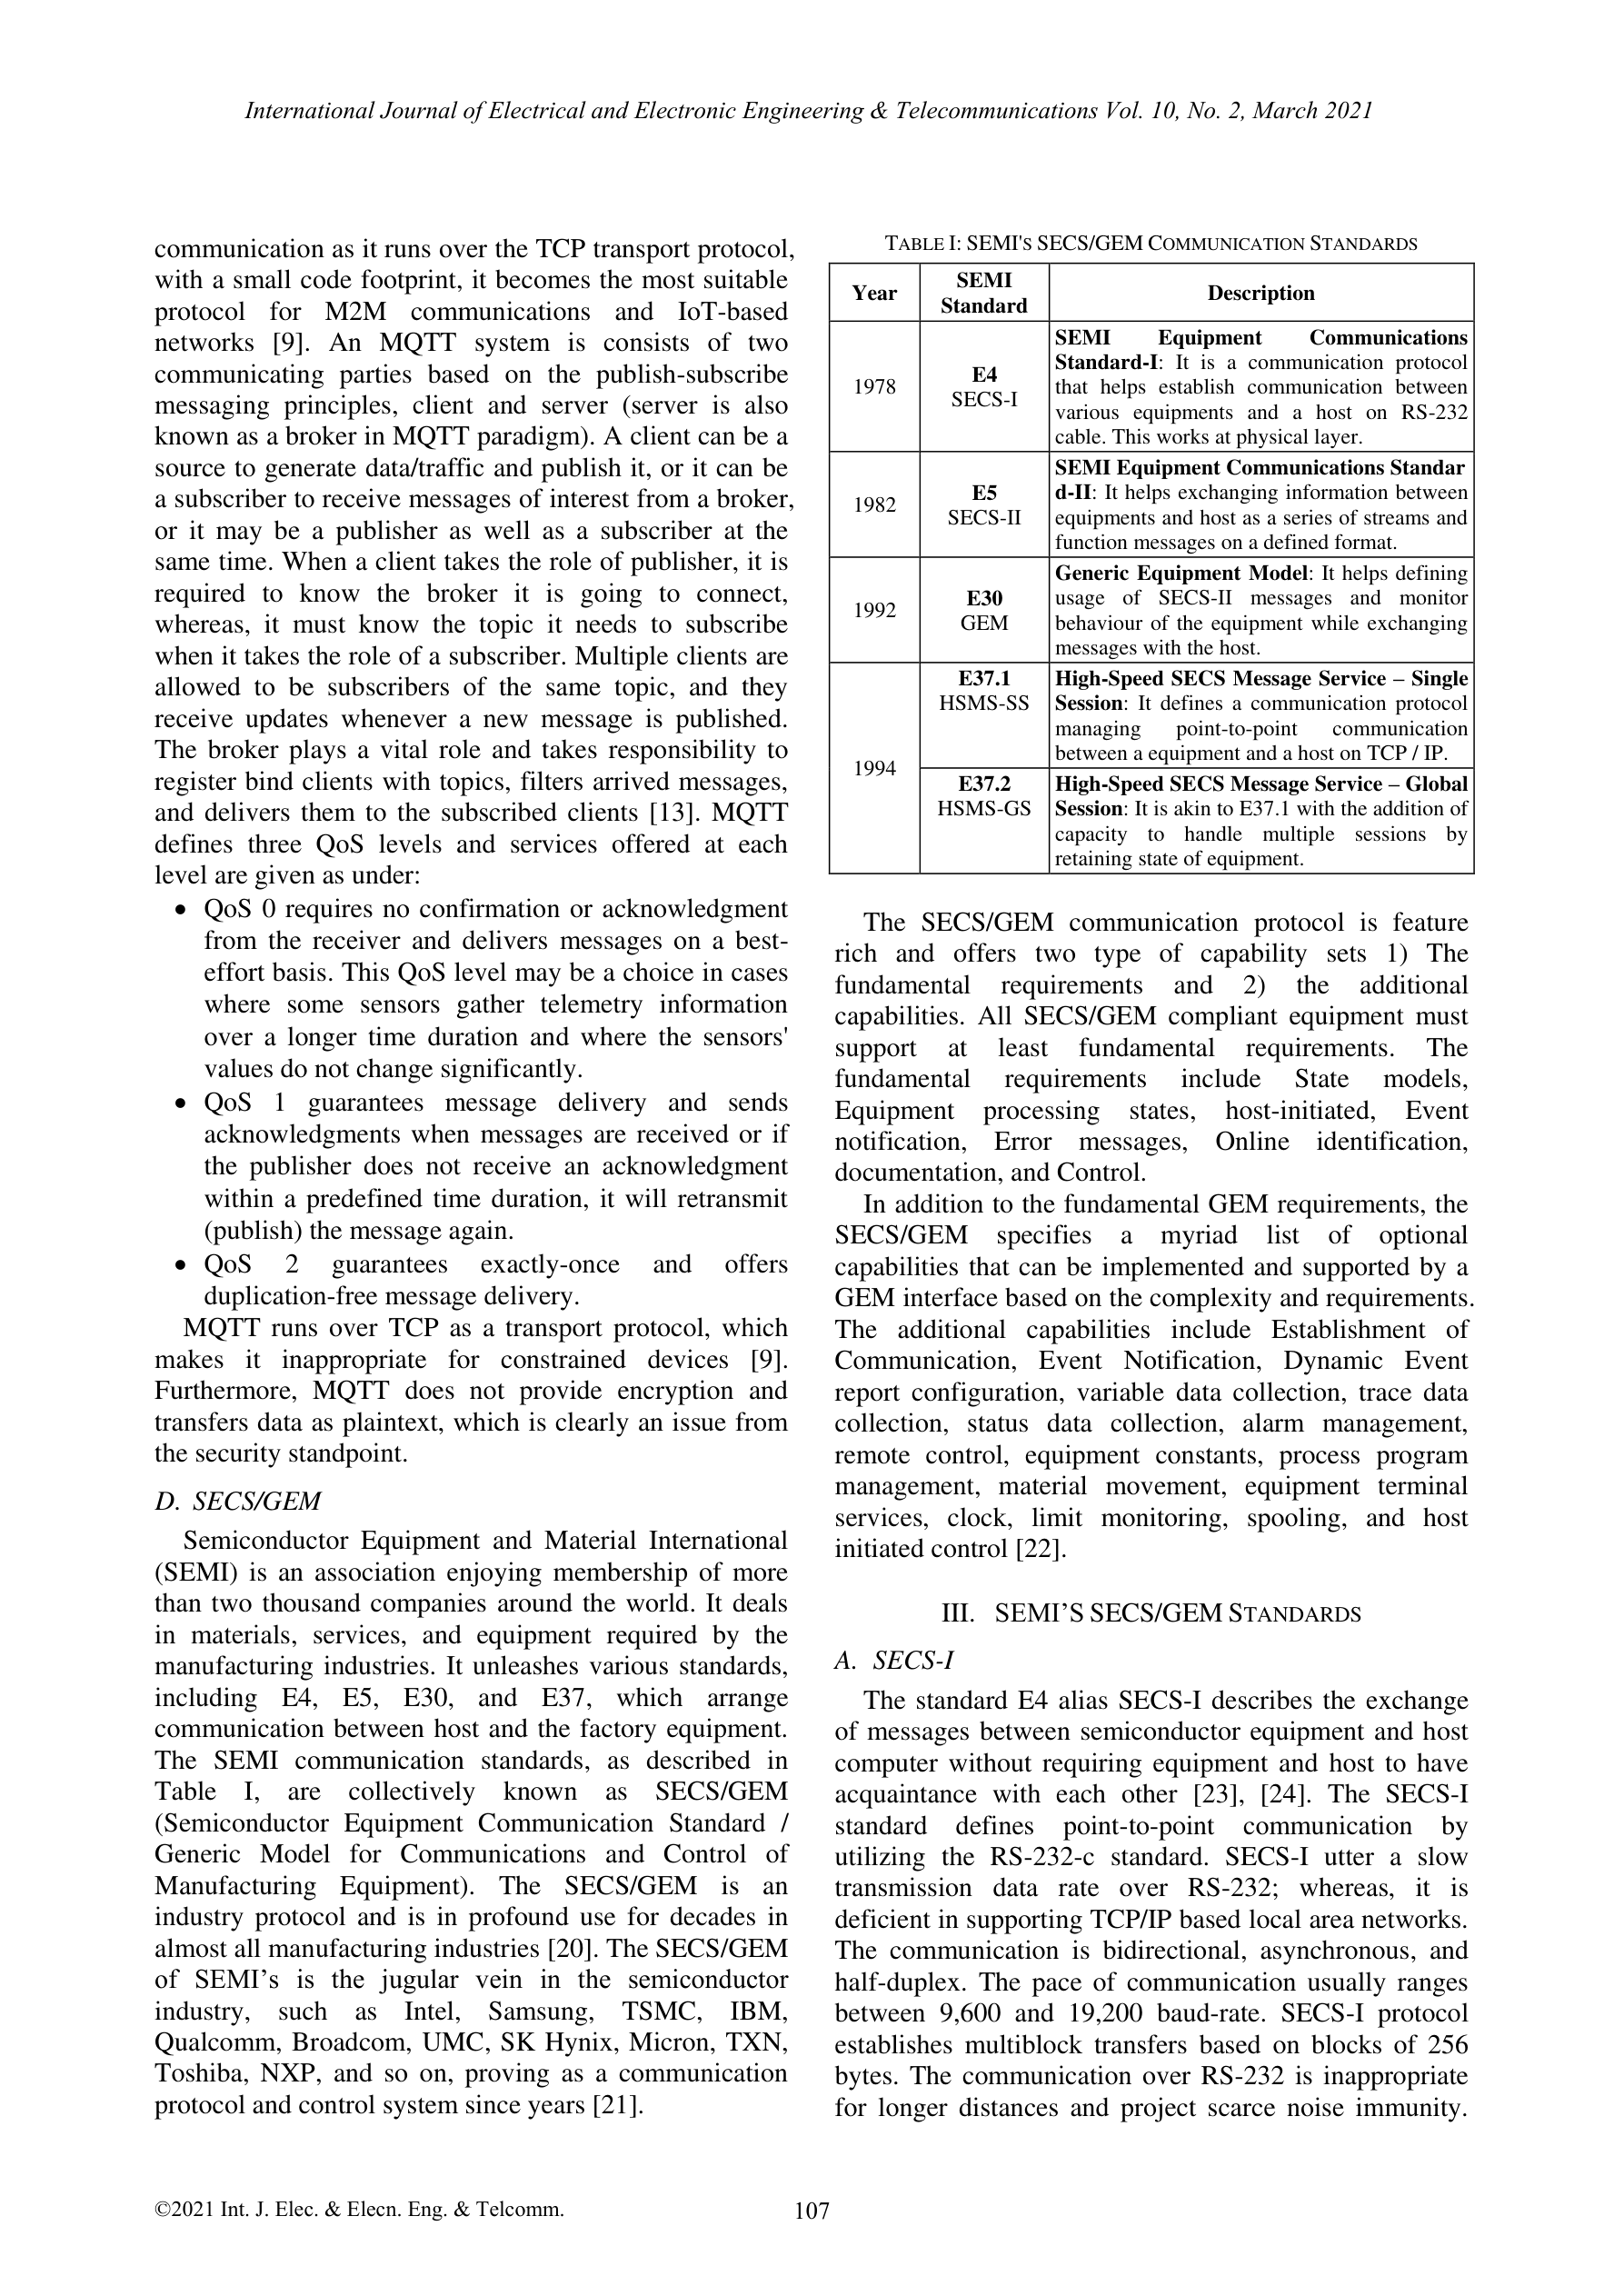 International Journal of Electrical and Electronic Engineering & Telecommunications Vol. 10, No. 2, March 2021
communication as it runs over the TCP transport protocol,
with a small code footprint, it becomes the most suitable
protocol for M2M communications and IoT-based
networks [9]. An MQTT system is consists of two
communicating parties based on the publish-subscribe
messaging principles, client and server (server is also
known as a broker in MQTT paradigm). A client can be a
source to generate data/traffic and publish it, or it can be
a subscriber to receive messages of interest from a broker,
or it may be a publisher as well as a subscriber at the
same time. When a client takes the role of publisher, it is
required to know the broker it is going to connect,
whereas, it must know the topic it needs to subscribe
when it takes the role of a subscriber. Multiple clients are
allowed to be subscribers of the same topic, and they
receive updates whenever a new message is published.
The broker plays a vital role and takes responsibility to
register bind clients with topics, filters arrived messages,
and delivers them to the subscribed clients [13]. MQTT
defines three QoS levels and services offered at each
level are given as under:
• QoS 0 requires no confirmation or acknowledgment
from the receiver and delivers messages on a best-
effort basis. This QoS level may be a choice in cases
where some sensors gather telemetry information
over a longer time duration and where the sensors'
values do not change significantly.
• QoS 1 guarantees message delivery and sends
acknowledgments when messages are received or if
the publisher does not receive an acknowledgment
within a predefined time duration, it will retransmit
(publish) the message again.
• QoS 2 guarantees exactly-once and offers
duplication-free message delivery.
MQTT runs over TCP as a transport protocol, which
makes it inappropriate for constrained devices [9].
Furthermore, MQTT does not provide encryption and
transfers data as plaintext, which is clearly an issue from
the security standpoint.
D. SECS/GEM
Semiconductor Equipment and Material International
(SEMI) is an association enjoying membership of more
than two thousand companies around the world. It deals
in materials, services, and equipment required by the
manufacturing industries. It unleashes various standards,
including E4, E5, E30, and E37, which arrange
communication between host and the factory equipment.
The SEMI communication standards, as described in
Table I, are collectively known as SECS/GEM
(Semiconductor Equipment Communication Standard /
Generic Model for Communications and Control of
Manufacturing Equipment). The SECS/GEM is an
industry protocol and is in profound use for decades in
almost all manufacturing industries [20]. The SECS/GEM
of SEMI’s is the jugular vein in the semiconductor
industry, such as Intel, Samsung, TSMC, IBM,
Qualcomm, Broadcom, UMC, SK Hynix, Micron, TXN,
Toshiba, NXP, and so on, proving as a communication
protocol and control system since years [21].
TABLE I: SEMI's SECS/GEM COMMUNICATION STANDARDS
Year
SEMI
Standard
Description
1978
E4
SECS-I
SEMI Equipment Communications
Standard-I: It is a communication protocol
that helps establish communication between
various equipments and a host on RS-232
cable. This works at physical layer.
1982
E5
SECS-II
SEMI Equipment Communications Standar
d-II: It helps exchanging information between
equipments and host as a series of streams and
function messages on a defined format.
1992
E30
GEM
Generic Equipment Model: It helps defining
usage of SECS-II messages and monitor
behaviour of the equipment while exchanging
messages with the host.
1994
E37.1
HSMS-SS
High-Speed SECS Message Service – Single
Session: It defines a communication protocol
managing point-to-point communication
between a equipment and a host on TCP / IP.
E37.2
HSMS-GS
High-Speed SECS Message Service – Global
Session: It is akin to E37.1 with the addition of
capacity to handle multiple sessions by
retaining state of equipment.
The SECS/GEM communication protocol is feature
rich and offers two type of capability sets 1) The
fundamental requirements and 2) the additional
capabilities. All SECS/GEM compliant equipment must
support at least fundamental requirements. The
fundamental requirements include State models,
Equipment processing states, host-initiated, Event
notification, Error messages, Online identification,
documentation, and Control.
In addition to the fundamental GEM requirements, the
SECS/GEM specifies a myriad list of optional
capabilities that can be implemented and supported by a
GEM interface based on the complexity and requirements.
The additional capabilities include Establishment of
Communication, Event Notification, Dynamic Event
report configuration, variable data collection, trace data
collection, status data collection, alarm management,
remote control, equipment constants, process program
management, material movement, equipment terminal
services, clock, limit monitoring, spooling, and host
initiated control [22].
III. SEMI’S SECS/GEM STANDARDS
A. SECS-I
The standard E4 alias SECS-I describes the exchange
of messages between semiconductor equipment and host
computer without requiring equipment and host to have
acquaintance with each other [23], [24]. The SECS-I
standard defines point-to-point communication by
utilizing the RS-232-c standard. SECS-I utter a slow
transmission data rate over RS-232; whereas, it is
deficient in supporting TCP/IP based local area networks.
The communication is bidirectional, asynchronous, and
half-duplex. The pace of communication usually ranges
between 9,600 and 19,200 baud-rate. SECS-I protocol
establishes multiblock transfers based on blocks of 256
bytes. The communication over RS-232 is inappropriate
for longer distances and project scarce noise immunity.
©2021 Int. J. Elec. & Elecn. Eng. & Telcomm.
107